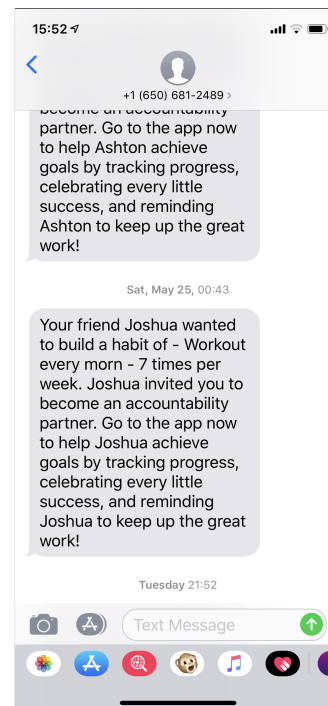 15:52
+1 (650) 681-2489 >
become an accountability
partner. Go to the app now
to help Ashton achieve
goals by tracking progress,
celebrating every little
success, and reminding
Ashton to keep up the great
work!
Sat, May 25, 00:43
Your friend Joshua wanted
to build a habit of - Workout
every morn - 7 times per
week. Joshua invited you to
become an accountability
partner. Go to the app now
to help Joshua achieve
goals by tracking progress,
celebrating every little
success, and reminding
Joshua to keep up the great
work!
Tuesday 21:52
Text Message